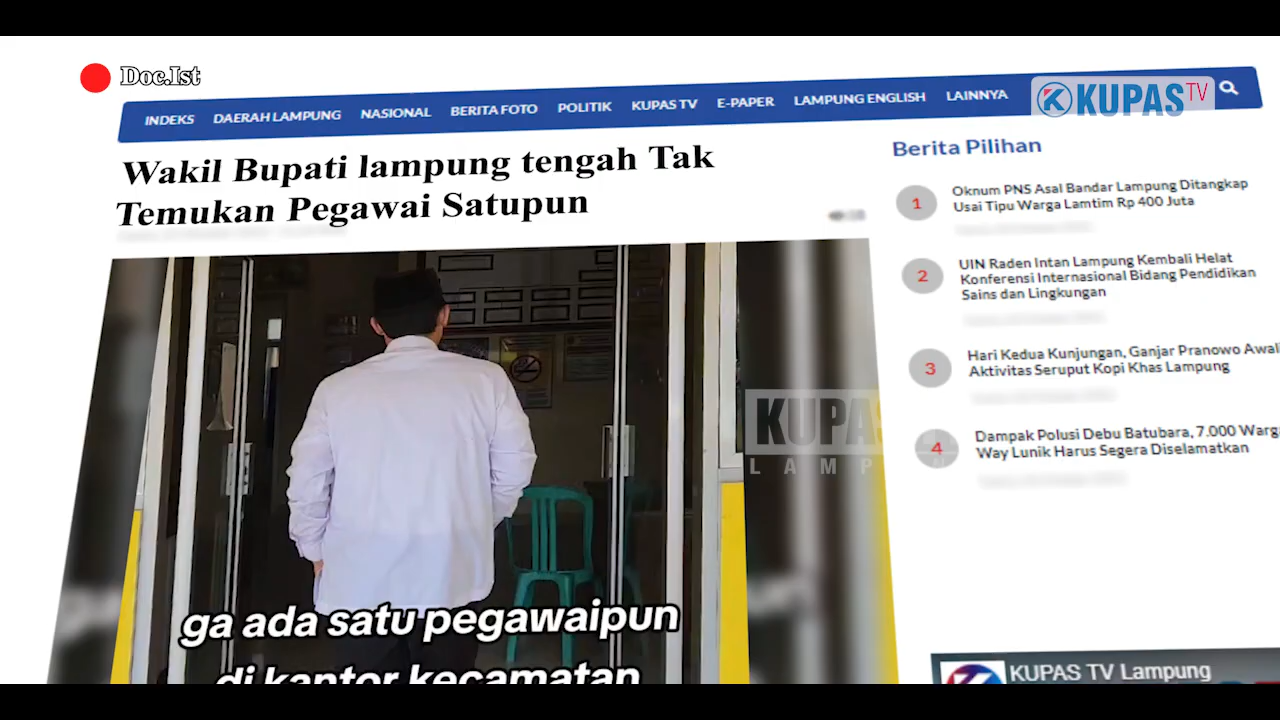 Doc.Ist
INDEKS DAERAH LAMPUNG NASIONAL BERITA FOTO POLITIK KUPAS TV E-PAPER LAMPUNG ENGLISH LAINNYA
KUPAS TV
Wakil Bupati lampung tengah Tak
Temukan Pegawai Satupun
Berita Pilihan
1
Oknum PNS Asal Bandar Lampung Ditangkap
Usai Tipu Warga Lamtim Rp 400 Juta
2
UIN Raden Intan Lampung Kembali Helat
Konferensi Internasional Bidang Pendidikan
Sains dan Lingkungan
3
Hari Kedua Kunjungan, Ganjar Pranowo Awali
Aktivitas Seruput Kopi Khas Lampung
4
Dampak Polusi Debu Batubara, 7.000 Warga
Way Lunik Harus Segera Diselamatkan
KUPAS
LAMP
ga ada satu pegawaipun
di kantor kecamatan
KUPAS TV Lampung